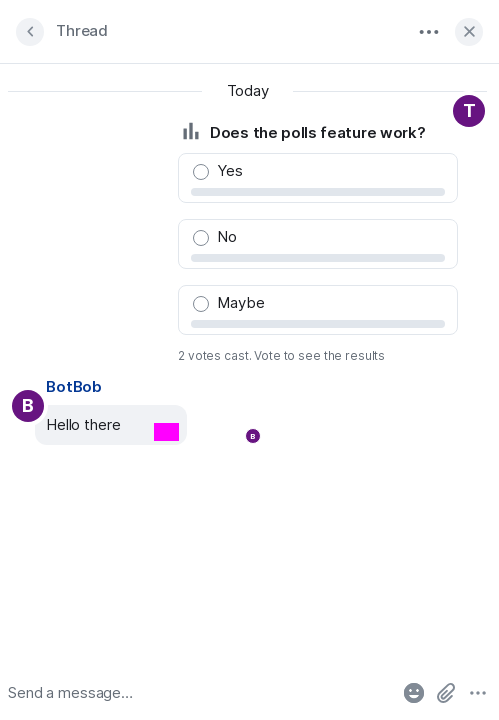 Thread
Today
T
Does the polls feature work?
Yes
No
Maybe
2 votes cast. Vote to see the results
BotBob
B
Hello there
B
Send a message…